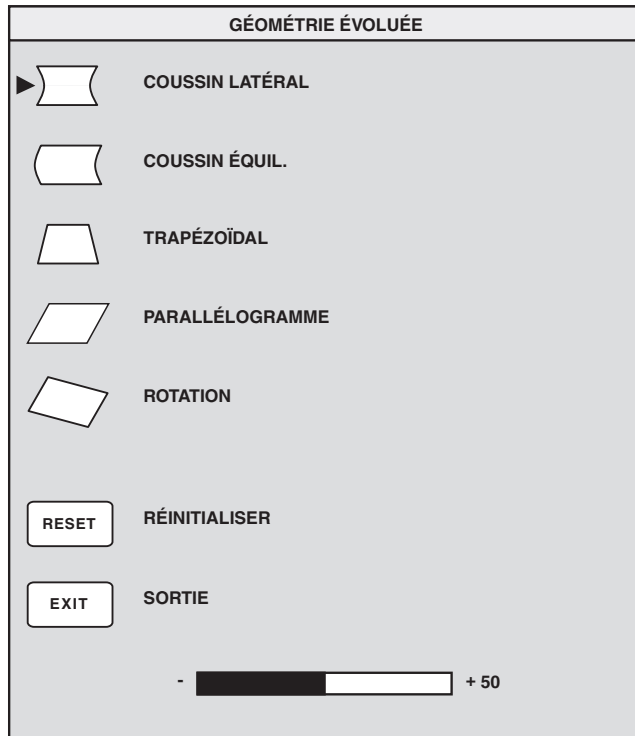 GÉOMÉTRIE ÉVOLUÉE
COUSSIN LATÉRAL
COUSSIN ÉQUIL.
TRAPÉZOÏDAL
PARALLÉLOGRAMME
ROTATION
RESET RÉINITIALISER
EXIT SORTIE
- + 50